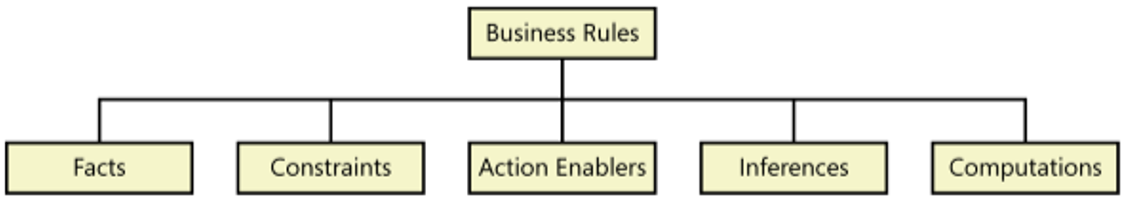 Business Rules
Facts
Constraints
Action Enablers
Inferences
Computations